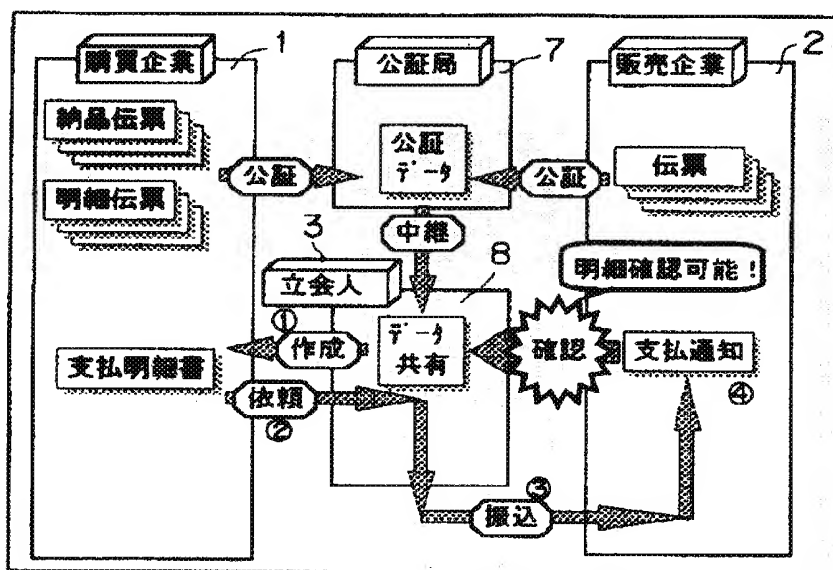 購買企業
1
公証局
7
販売企業
2
納品伝票
明細伝票
公証
公証
データ
公証
伝票
中継
3
立会人
8
明細確認可能！
①
作成
データ
共有
確認
支払通知
④
支払明細書
依頼
②
③
振込